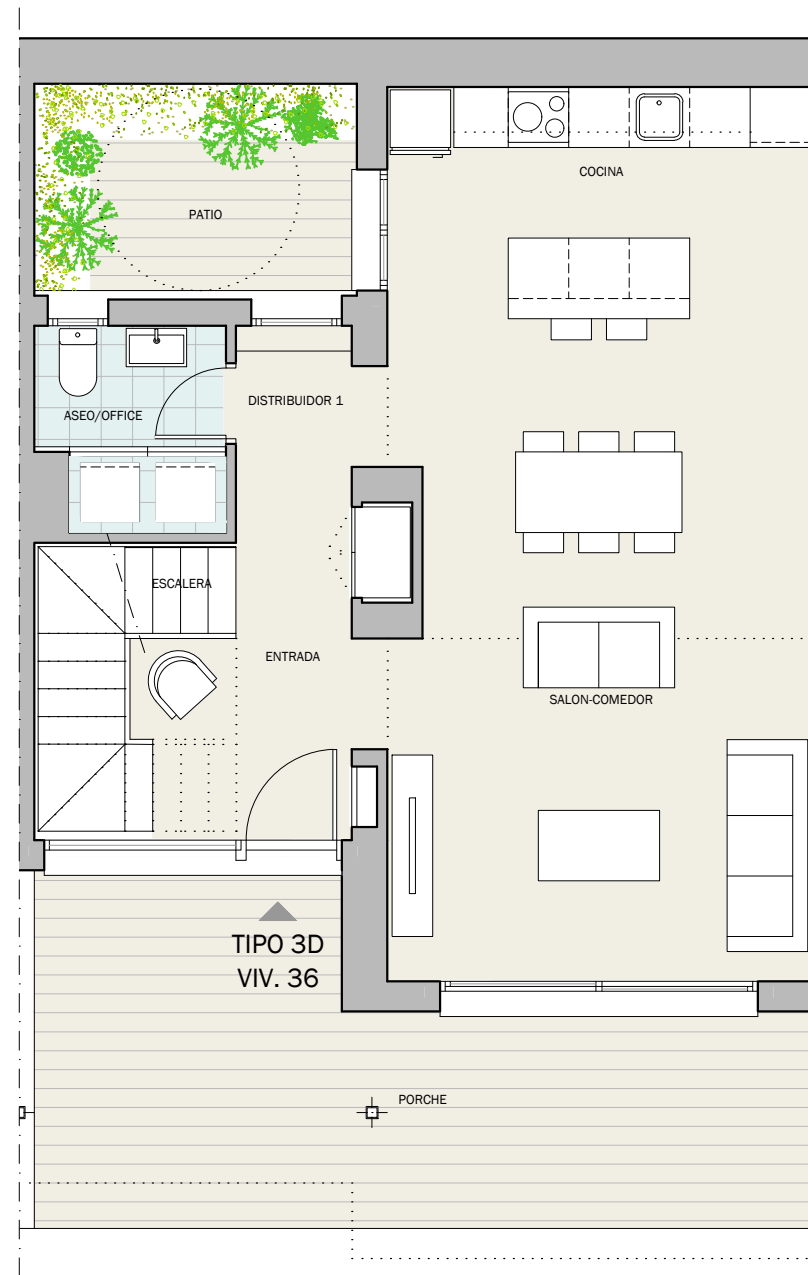 COCINA
PATIO
DISTRIBUIDOR 1
ASEO/OFFICE
ESCALERA
ENTRADA
SALON-COMEDOR
TIPO 3D
VIV. 36
PORCHE